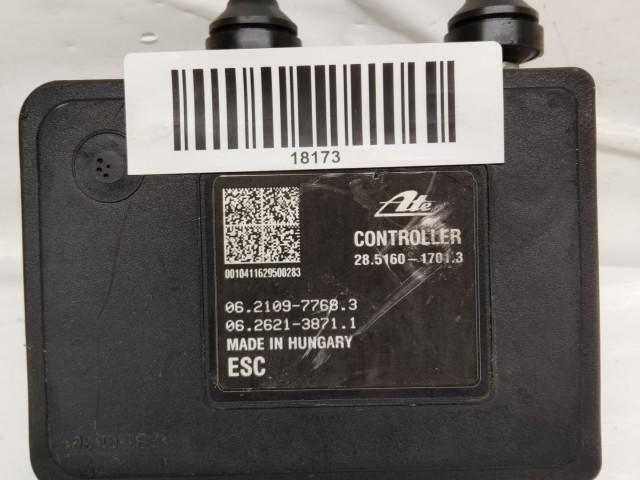 18173
Ate
CONTROLLER
28.5160-1701.3
0010411629500283
06.2109-7768.3
06.2621-3871.1
MADE IN HUNGARY
ESC